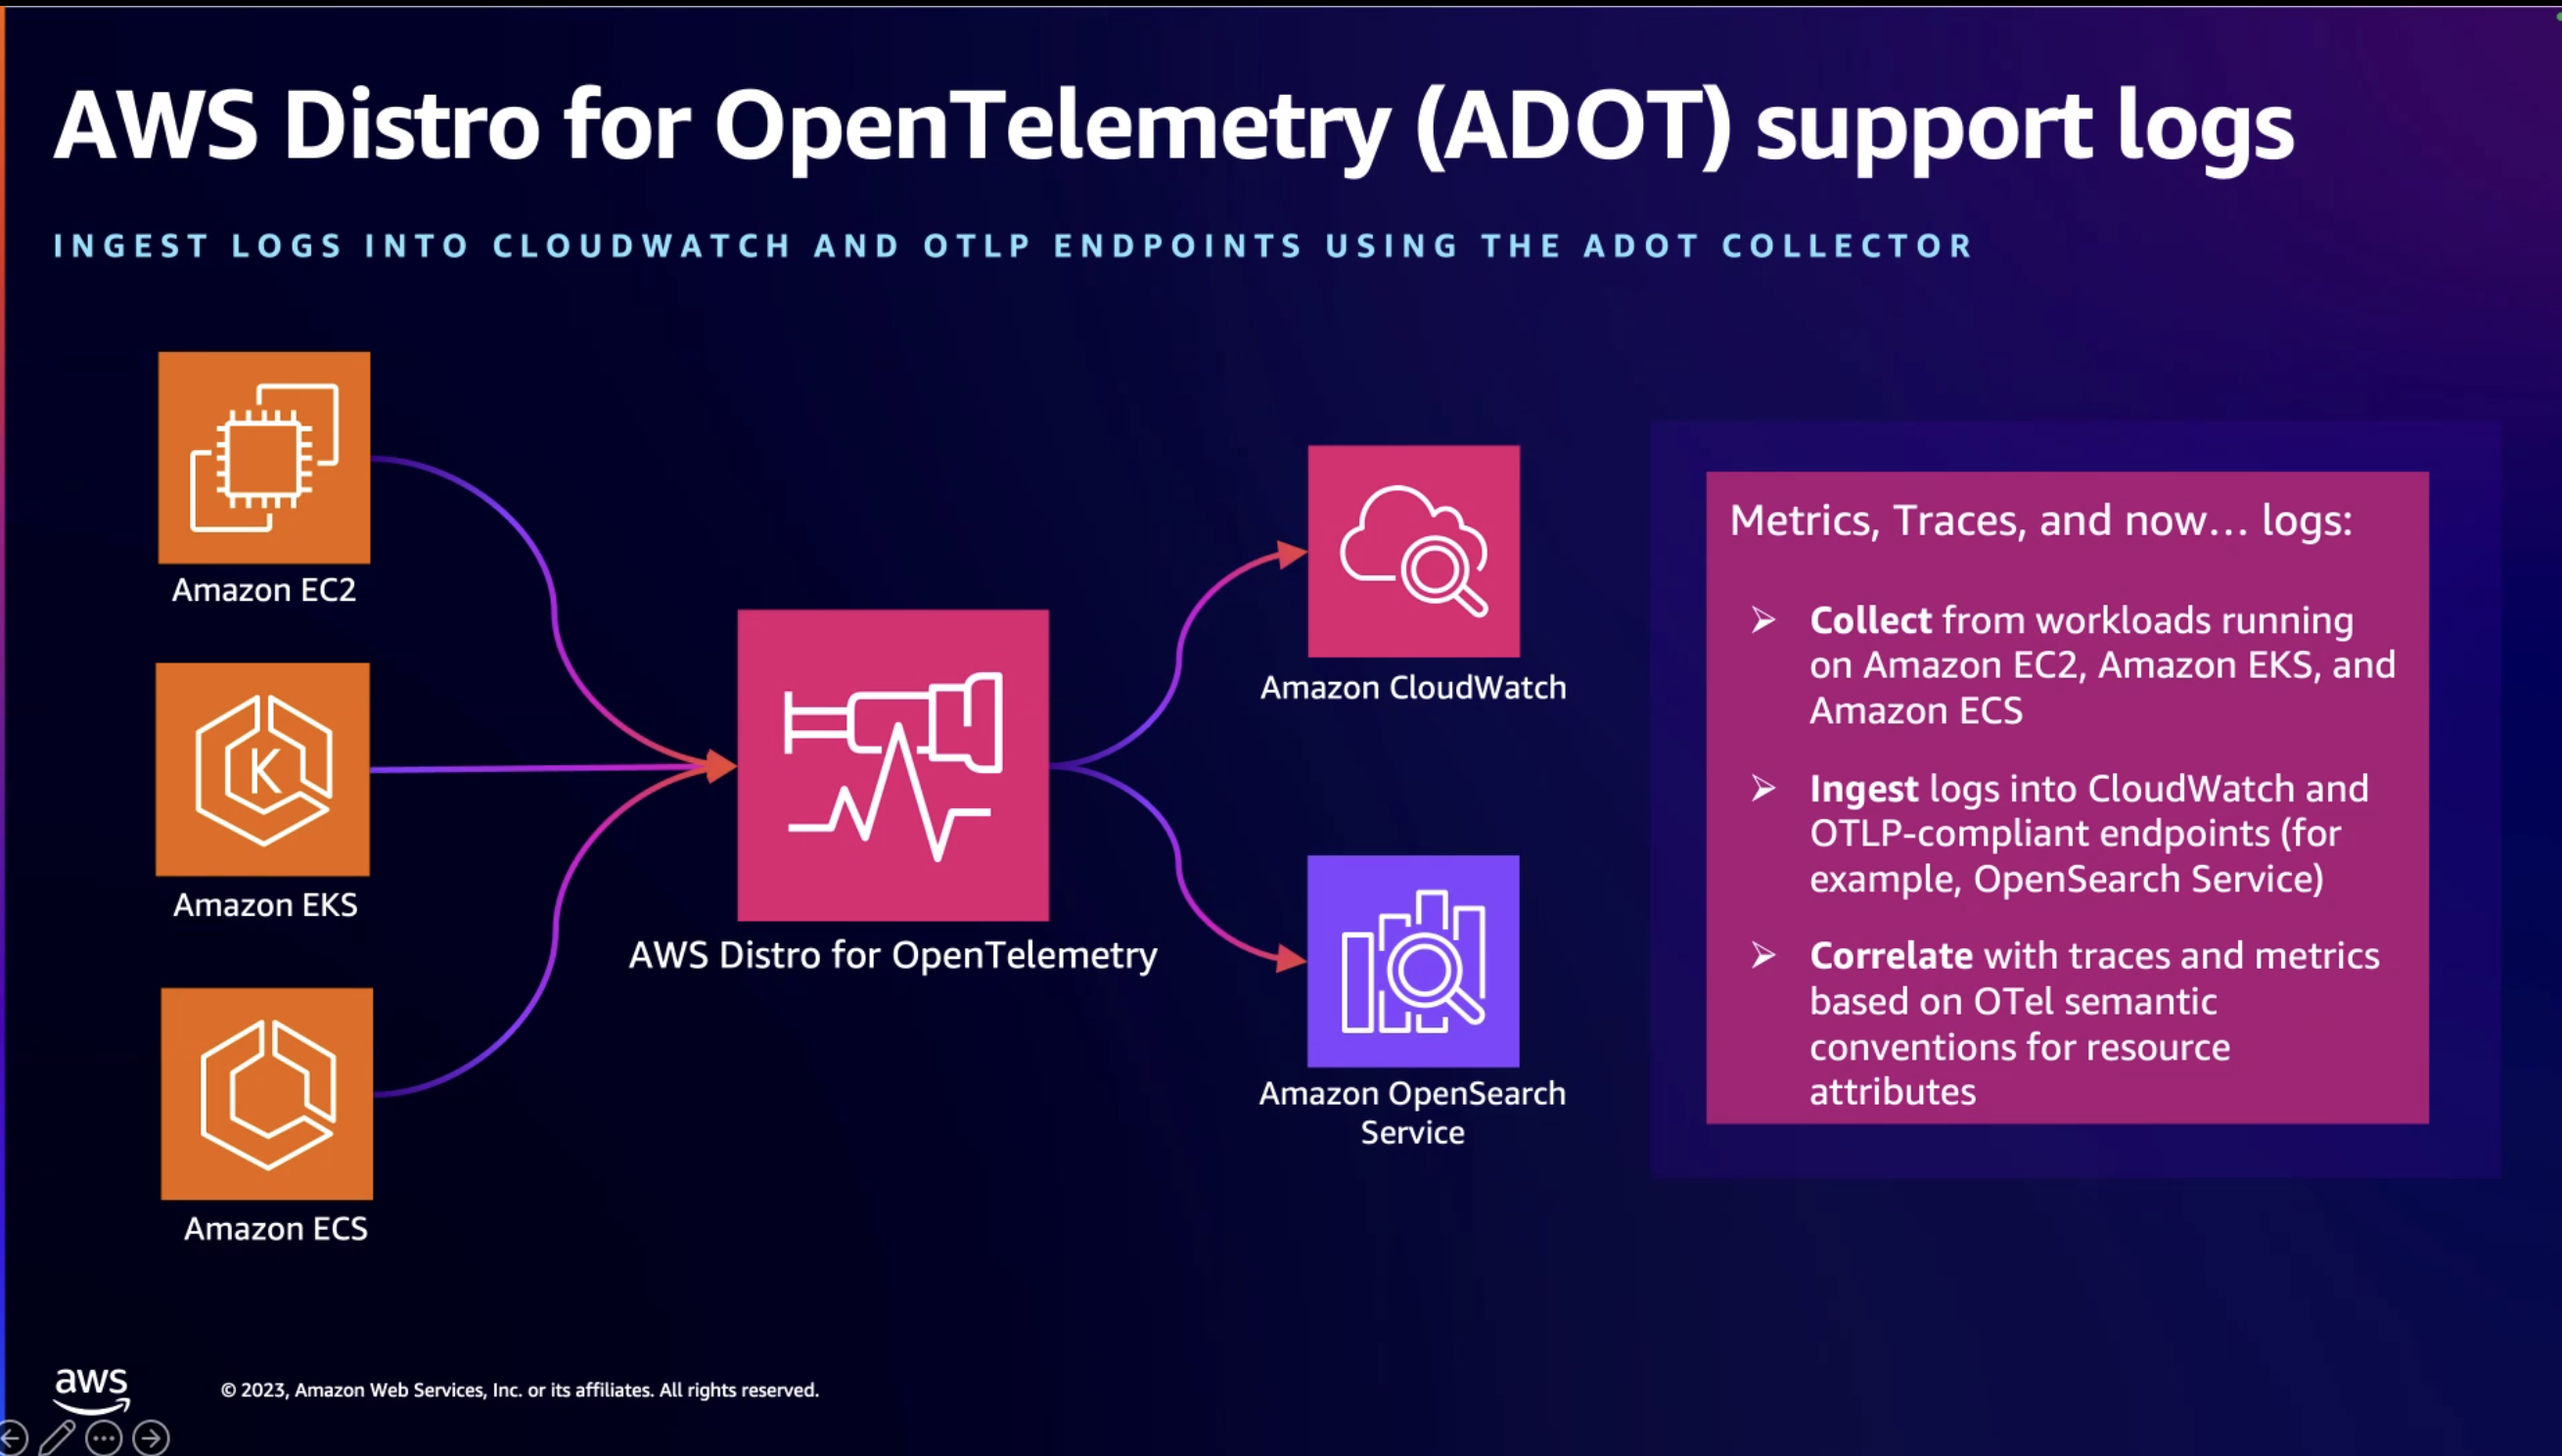 AWS Distro for OpenTelemetry (ADOT) support logs
INGEST LOGS INTO CLOUDWATCH AND OTLP ENDPOINTS USING THE ADOT COLLECTOR
Amazon EC2
K
Amazon EKS
Amazon ECS
AWS Distro for OpenTelemetry
Amazon CloudWatch
Amazon OpenSearch
Service
Metrics, Traces, and now... logs:
➢ Collect from workloads running
on Amazon EC2, Amazon EKS, and
Amazon ECS
➢ Ingest logs into CloudWatch and
OTLP-compliant endpoints (for
example, OpenSearch Service)
➢ Correlate with traces and metrics
based on OTel semantic
conventions for resource
attributes
aws
© 2023, Amazon Web Services, Inc. or its affiliates. All rights reserved.